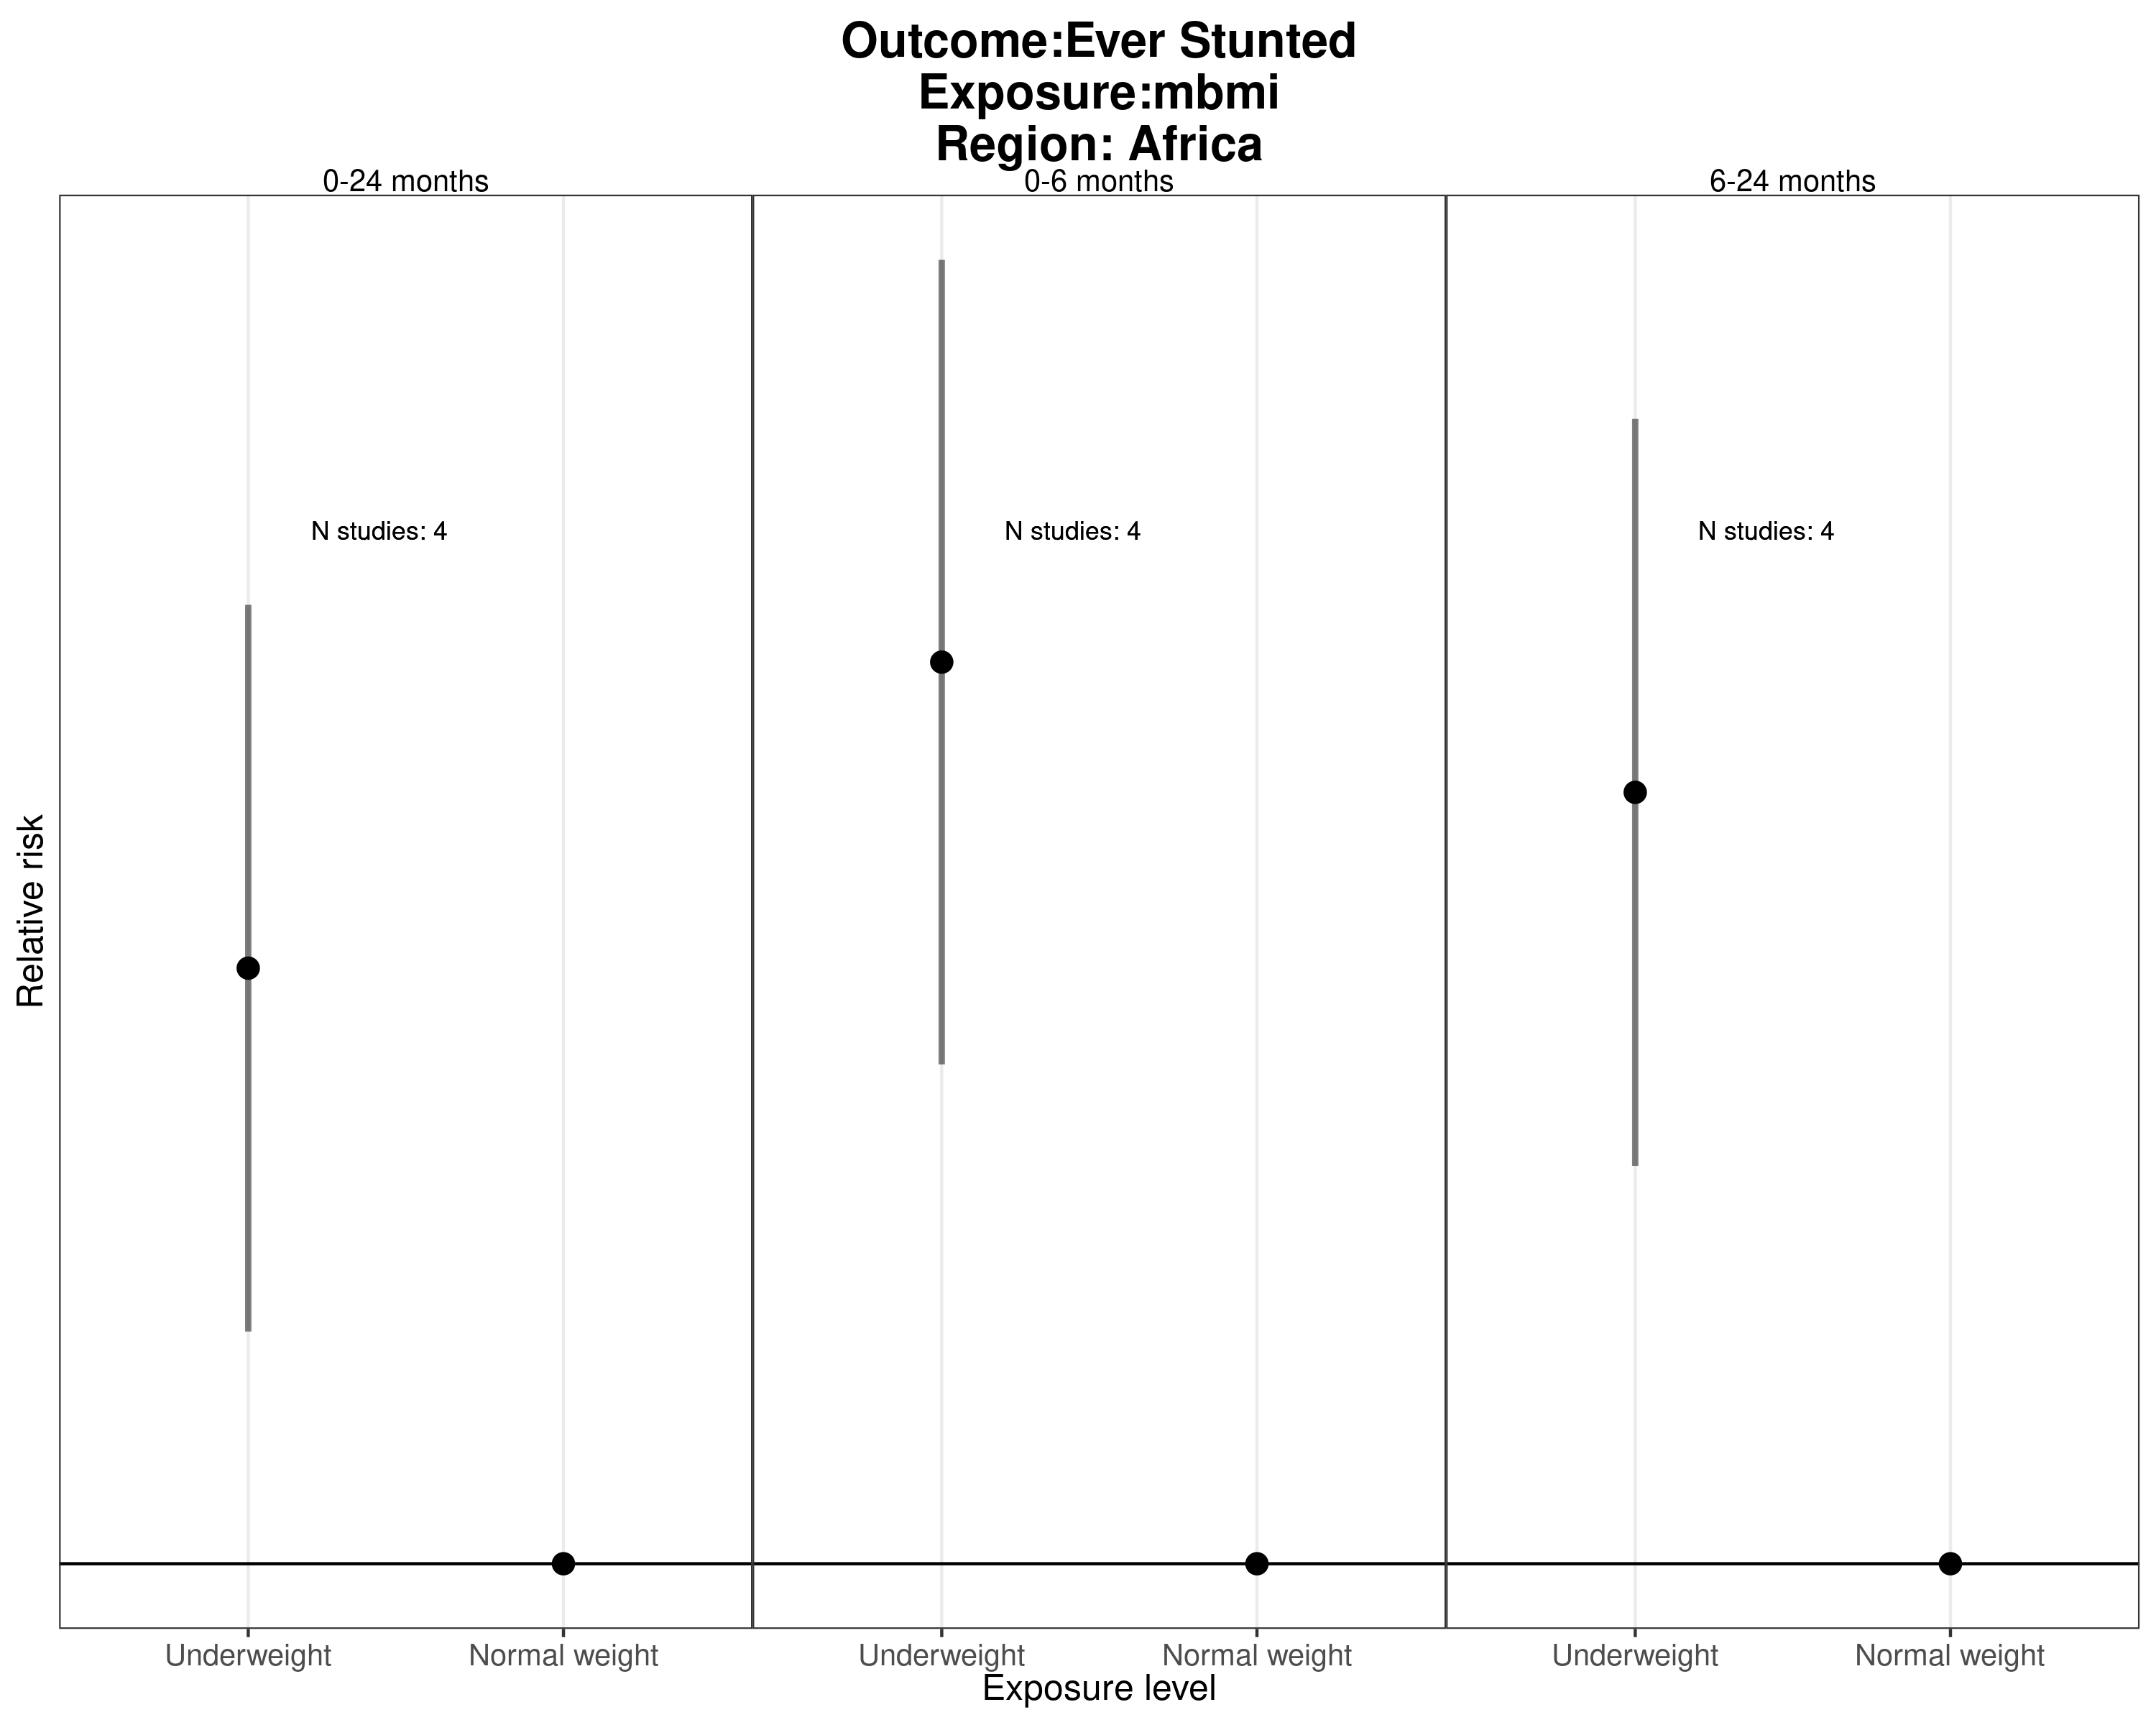 Outcome:Ever Stunted
Exposure:mbmi
Region: Africa
0-24 months
0-6 months
6-24 months
N studies: 4
N studies: 4
N studies: 4
Relative risk
Underweight
Normal weight
Underweight
Normal weight
Underweight
Normal weight
Exposure level